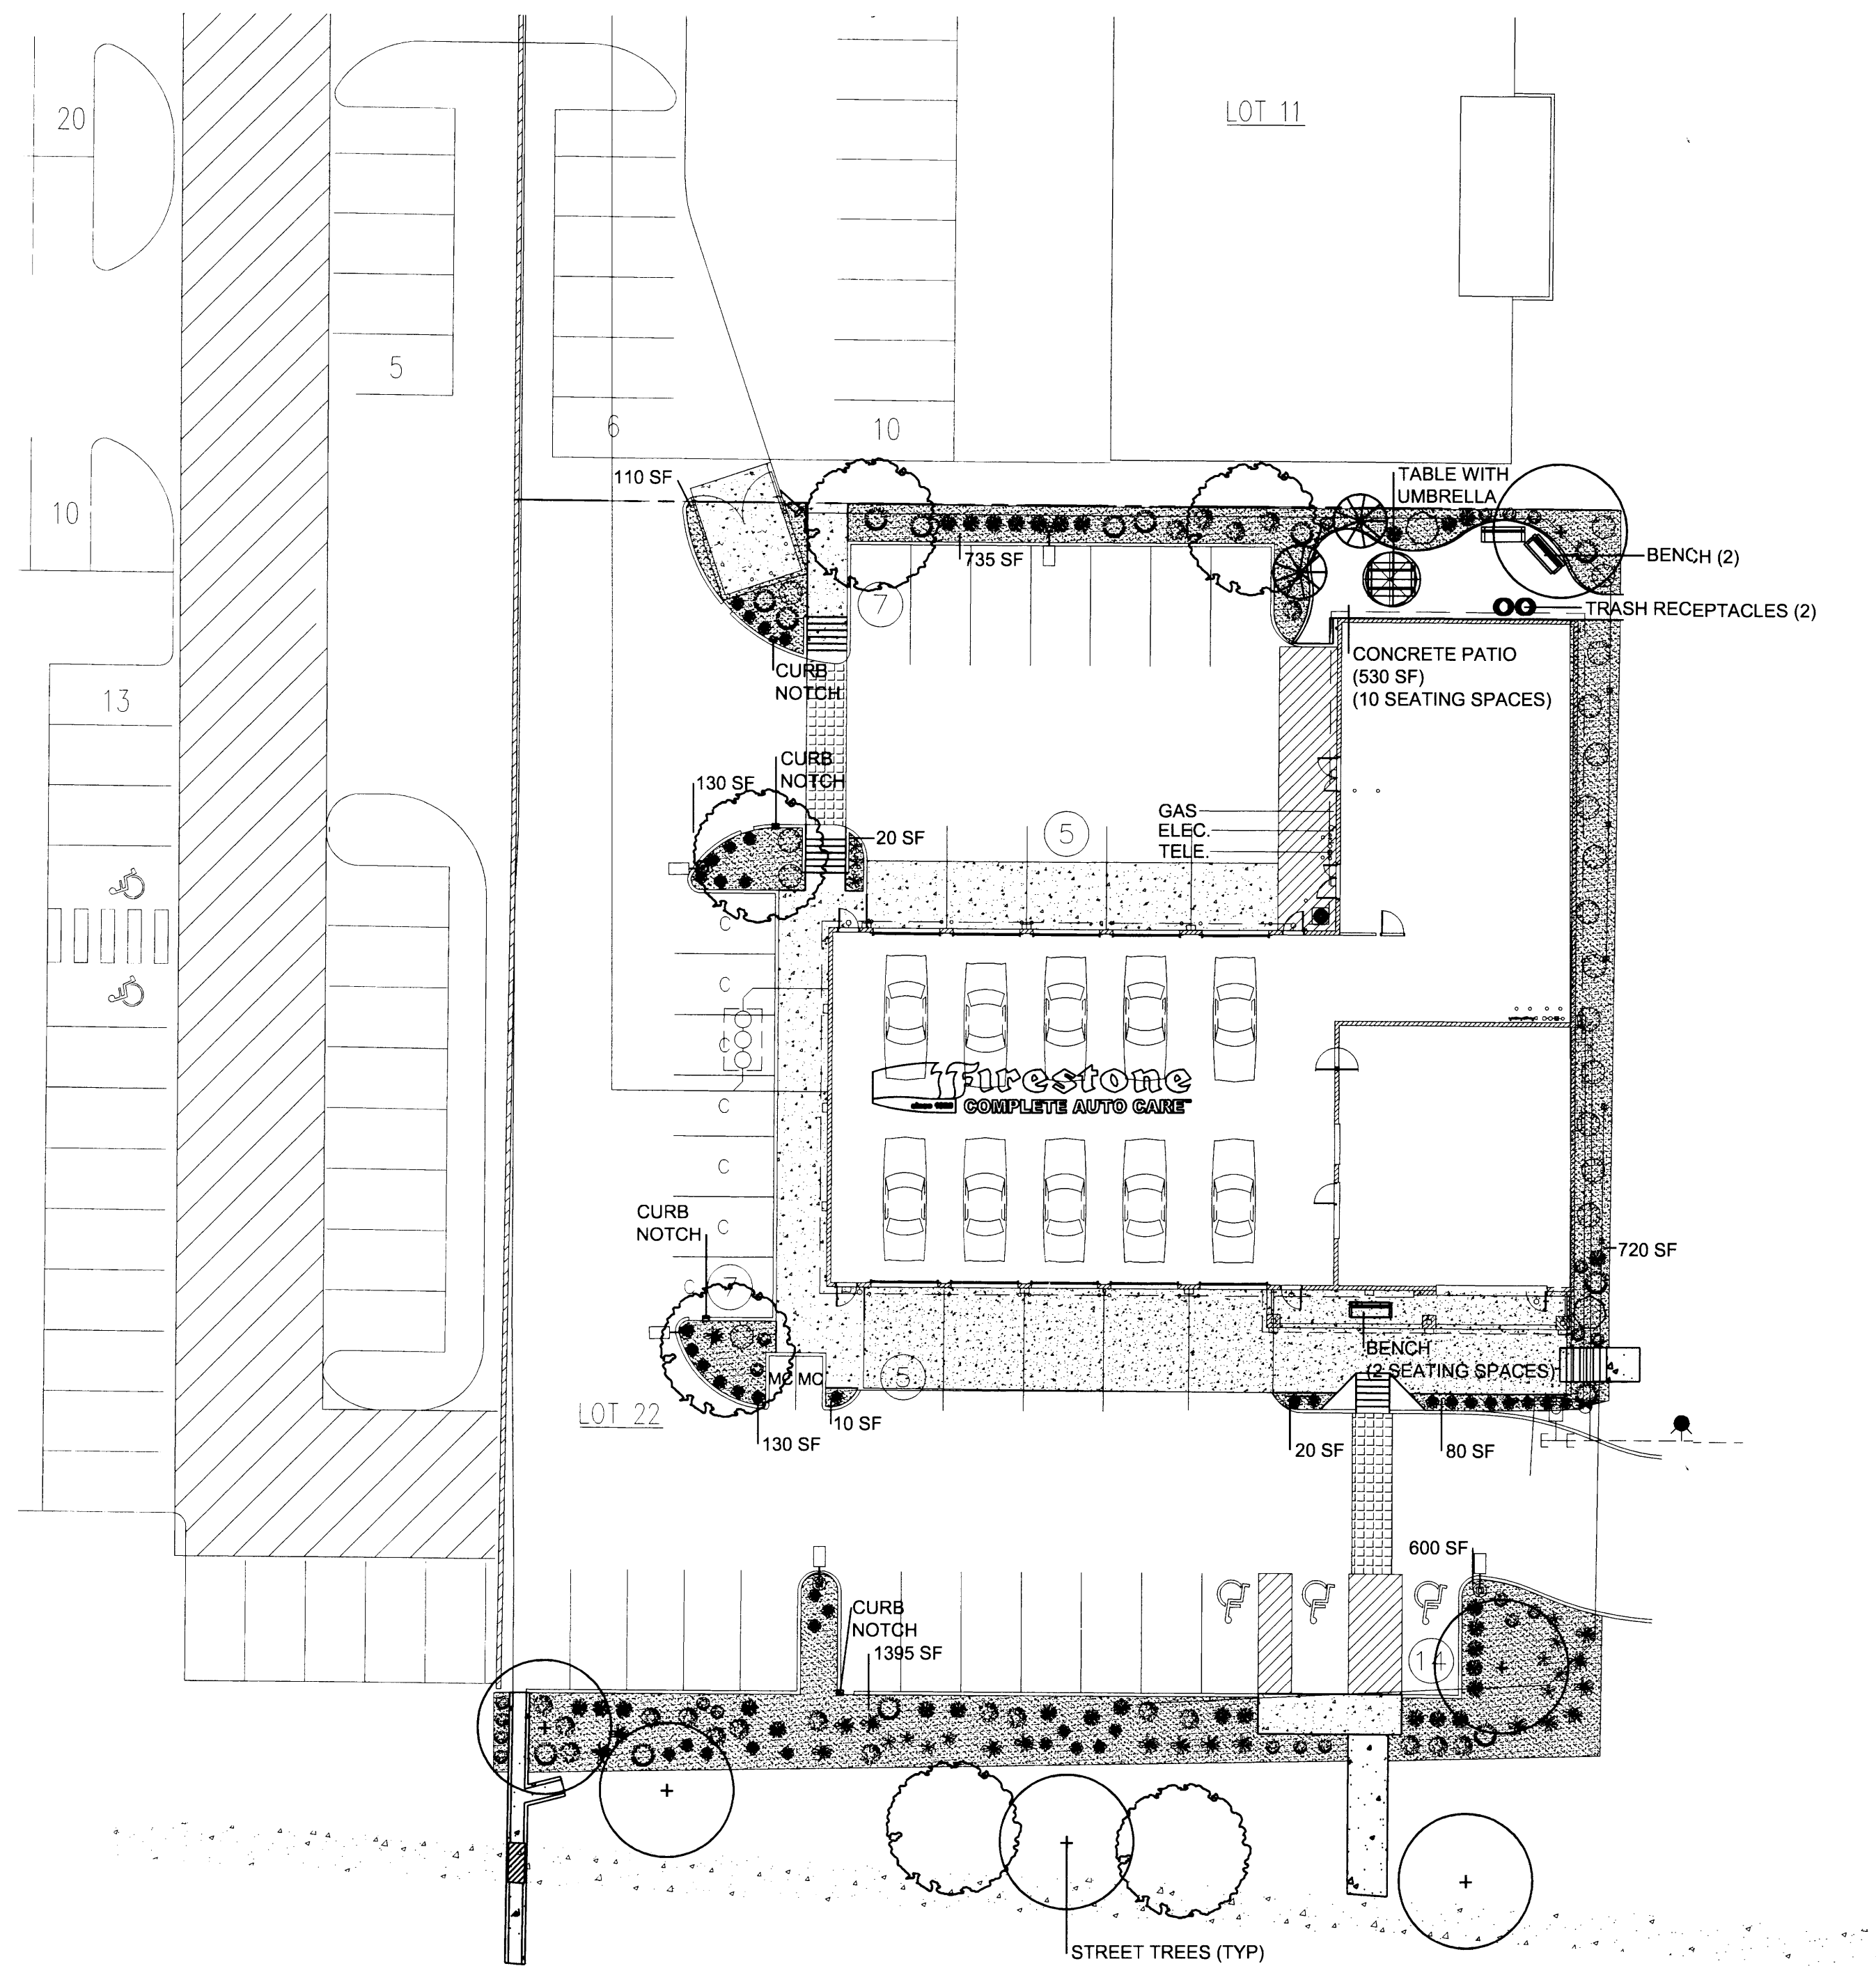 LOT 11
20
5
6
10
10
110 SF
TABLE WITH
UMBRELLA
735 SF
BENCH (2)
7
TRASH RECEPTACLES (2)
CONCRETE PATIO
(530 SF)
(10 SEATING SPACES)
CURB
NOTCH
13
CURB
NOTCH
130 SF
20 SF
5
GAS
ELEC.
TELE.
C
C
C
C
C
C
C
Firestone
COMPLETE AUTO CARE
CURB
NOTCH
720 SF
7
BENCH
(2 SEATING SPACES)
5
MC MC
10 SF
LOT 22
130 SF
20 SF
80 SF
E E
600 SF
CURB
NOTCH
1395 SF
14
STREET TREES (TYP)